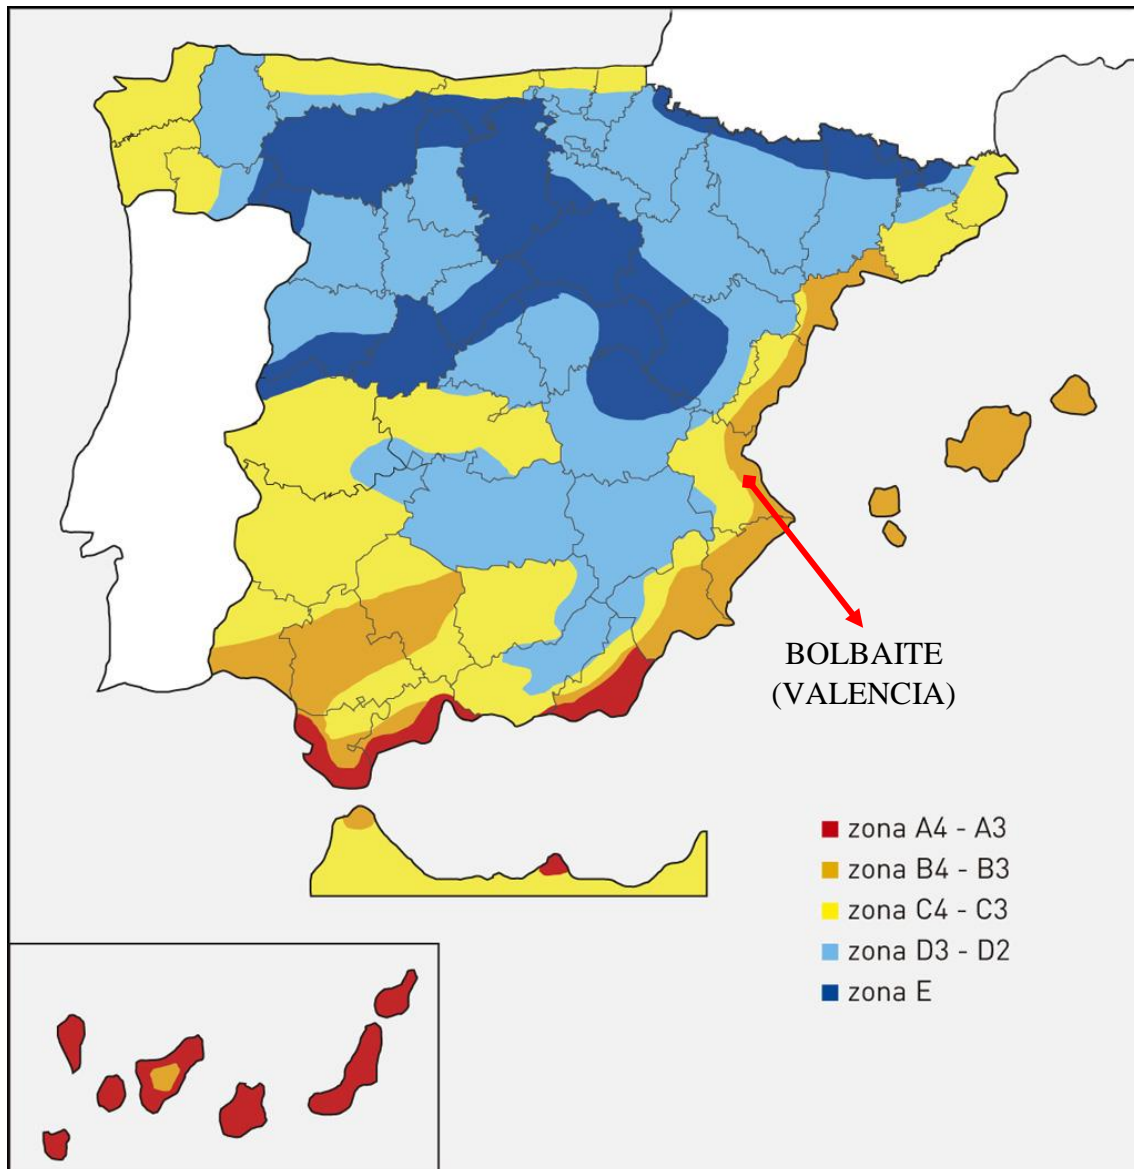 BOLBAITE
(VALENCIA)
zona A4 - A3
zona B4 - B3
zona C4 - C3
zona D3 - D2
zona E